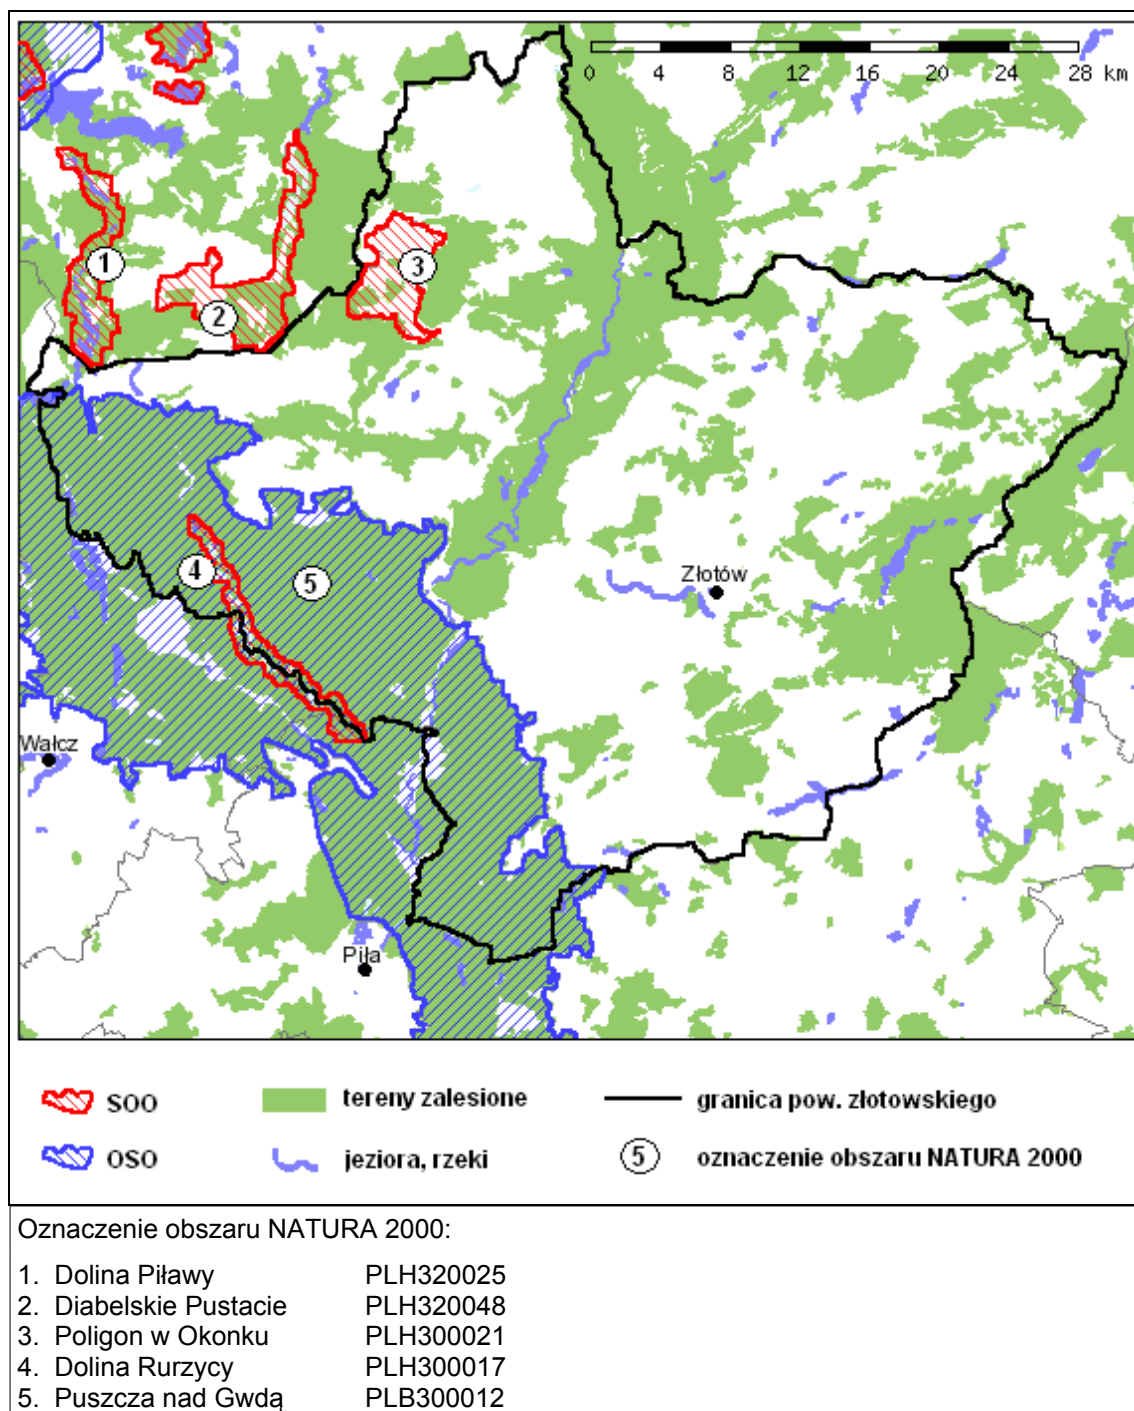 0 4 8 12 16 20 24 28 km
1
2
3
4
5
Złotów
Wałcz
Piła
SOO
tereny zalesione
granica pow. złotowskiego
OSO
jeziora, rzeki
5 oznaczenie obszaru NATURA 2000
Oznaczenie obszaru NATURA 2000:
1. Dolina Piławy PLH320025
2. Diabelskie Pustacie PLH320048
3. Poligon w Okonku PLH300021
4. Dolina Rurzycy PLH300017
5. Puszcza nad Gwdą PLB300012